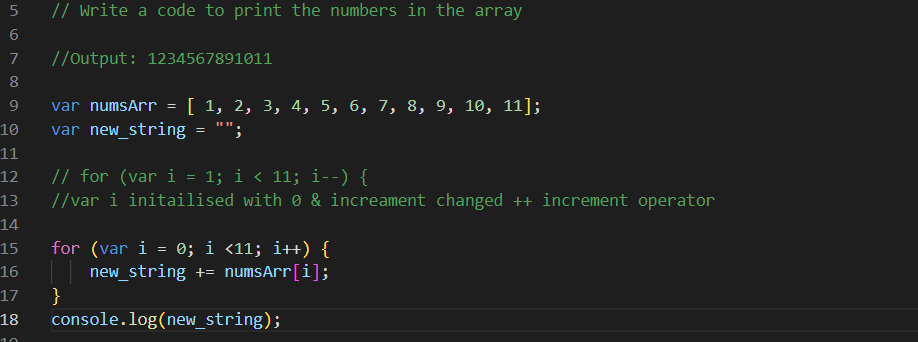 5 // Write a code to print the numbers in the array
6
7 //Output: 1234567891011
8
9 var numsArr = [ 1, 2, 3, 4, 5, 6, 7, 8, 9, 10, 11];
10 var new_string = "";
11
12 // for (var i = 1; i < 11; i--) {
13 //var i initailised with 0 & increament changed ++ increment operator
14
15 for (var i = 0; i <11; i++) {
16 new_string += numsArr[i];
17 }
18 console.log(new_string);